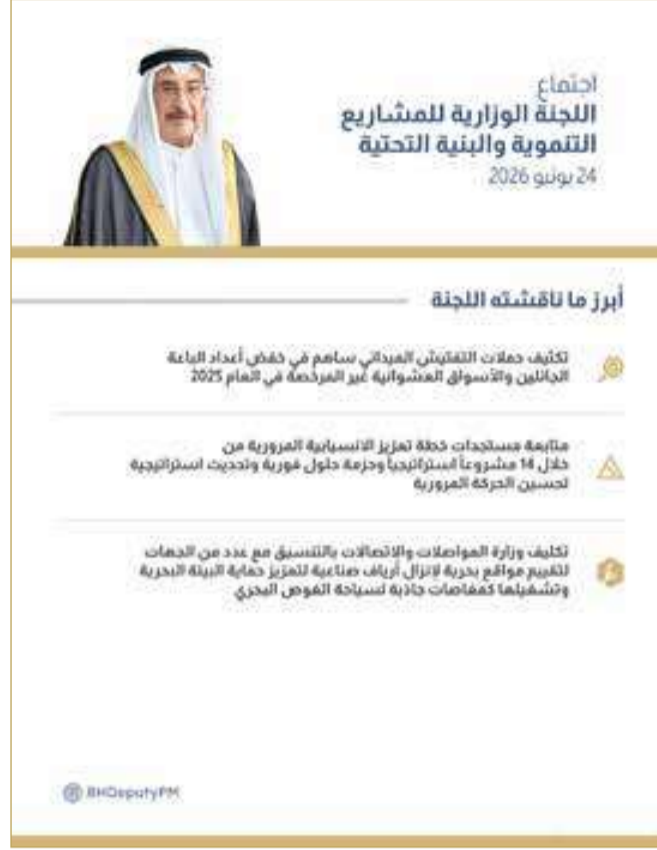 اجتماع
اللجنة الوزارية للمشاريع
التنموية والبنية التحتية
24 يونيو 2026
أبرز ما ناقشته اللجنة
تكثيف حملات التفتيش الميداني ساهم في خفض أعداد الباعة
الجائلين والأسواق العشوائية غير المرخصة في العام 2025
متابعة مستجدات خطة تعزيز الانسيابية المرورية من
خلال 14 مشروعاً استراتيجياً وحزمة حلول فورية وتحديث استراتيجية
تحسين الحركة المرورية
تكليف وزارة المواصلات والاتصالات بالتنسيق مع عدد من الجهات
لتقييم مواقع بحرية لإنزال أرياف صناعية لتعزيز حماية البيئة البحرية
وتشغيلها كمغاصات جاذبة لسياحة الغوص البحري
@ BHDeputyPM